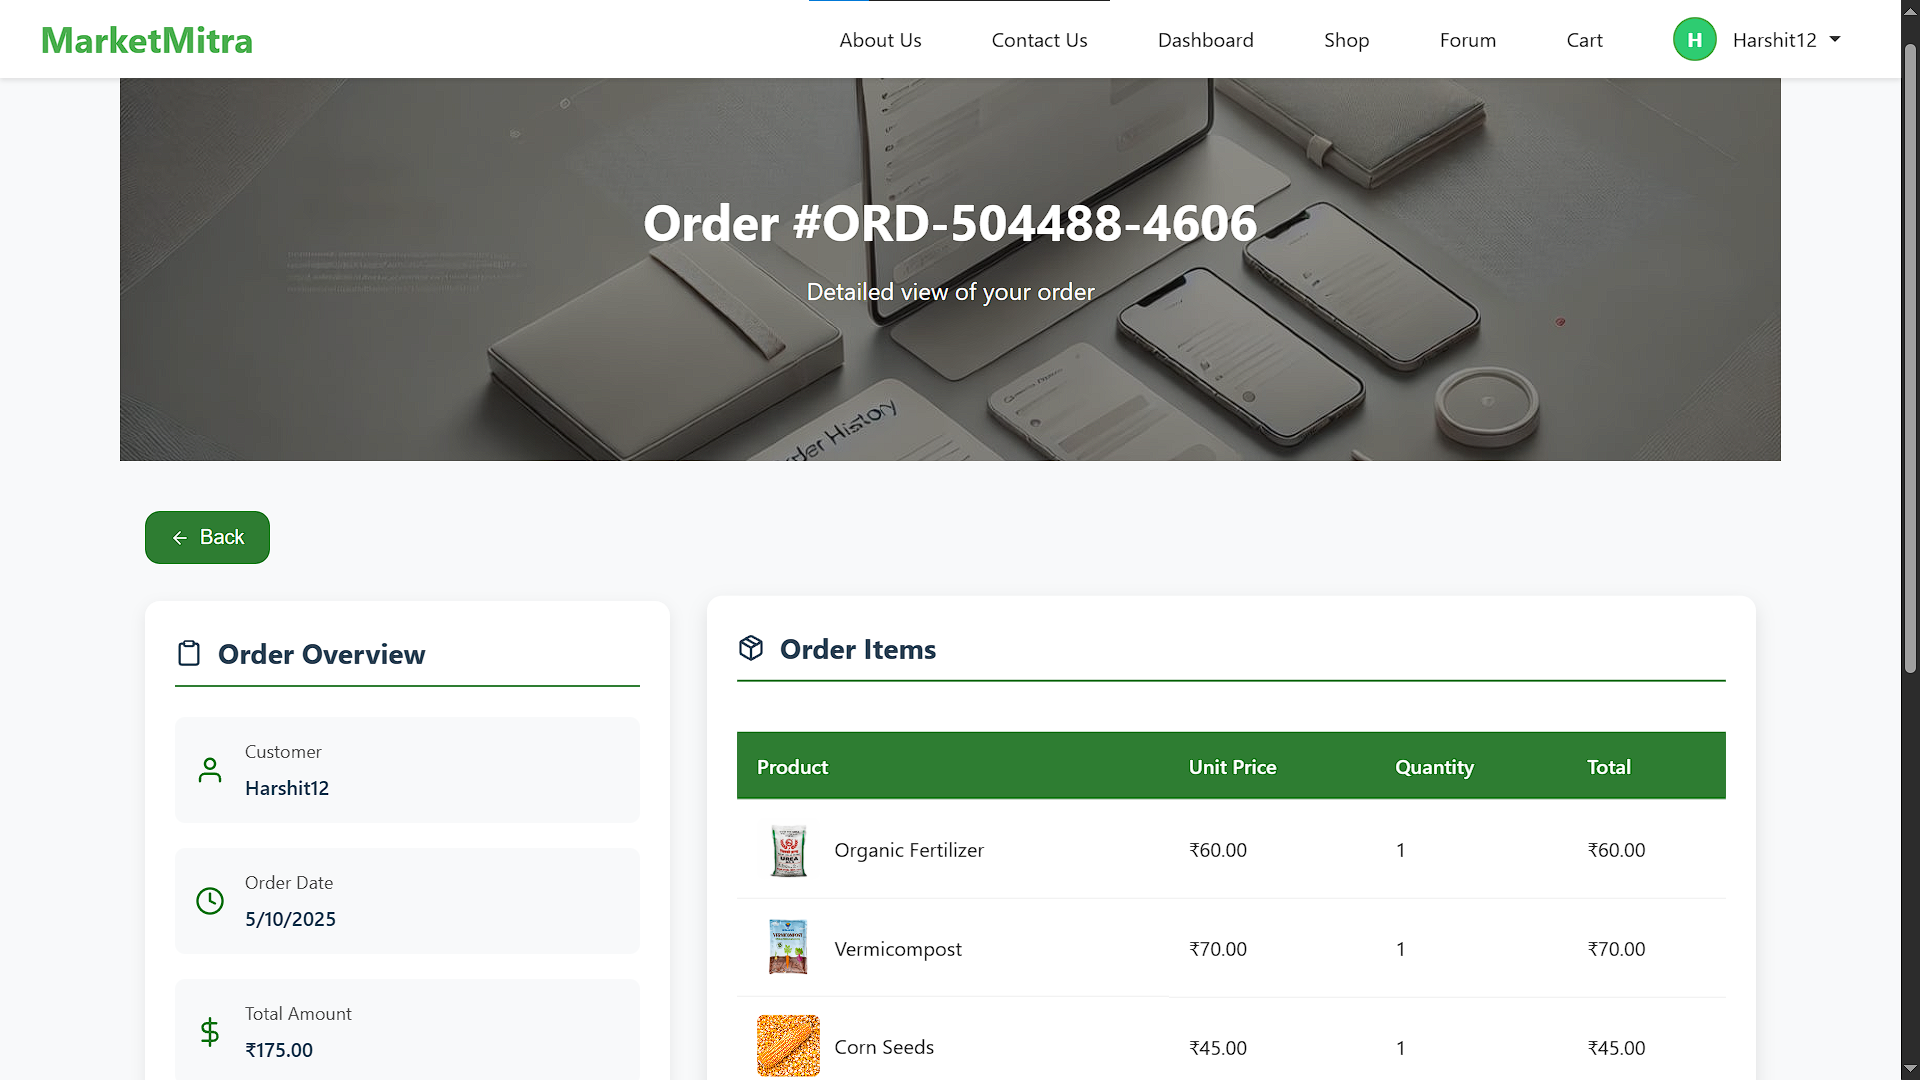 MarketMitra
About Us
Contact Us
Dashboard
Shop
Forum
Cart
H
Harshit12
Order #ORD-504488-4606
Detailed view of your order
Order History
Back
Order Overview
Customer
Harshit12
Order Date
5/10/2025
Total Amount
₹175.00
Order Items
Product Unit Price Quantity Total
Organic Fertilizer ₹60.00 1 ₹60.00
Vermicompost ₹70.00 1 ₹70.00
Corn Seeds ₹45.00 1 ₹45.00